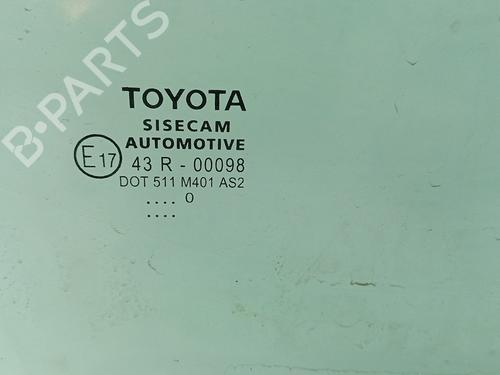 B-PARTS
TOYOTA
SISECAM
AUTOMOTIVE
E17 43 R - 00098
DOT 511 M401 AS2
.... 0
....